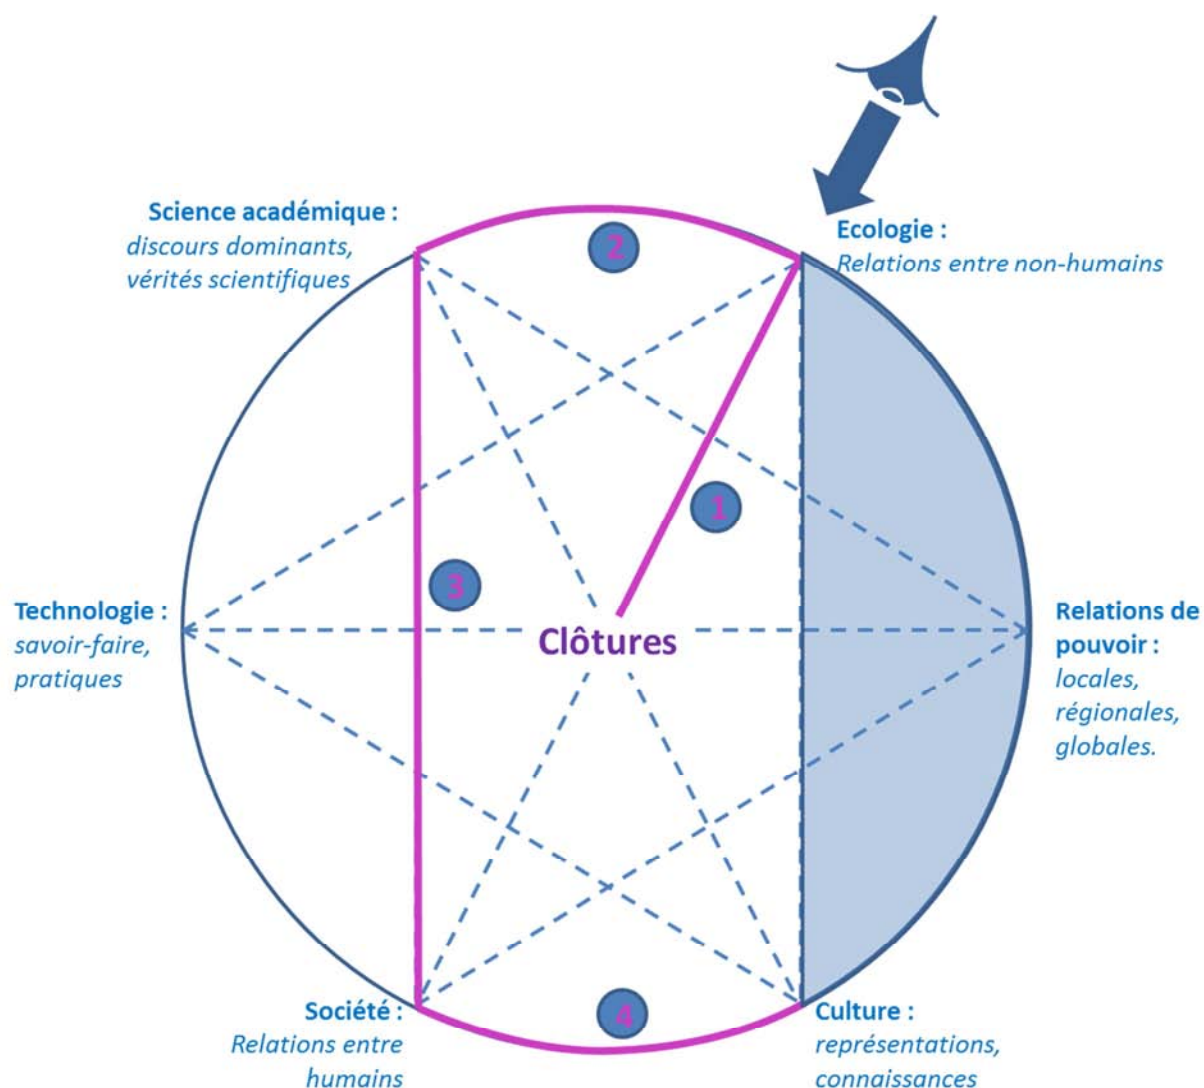 Science académique :
discours dominants,
vérités scientifiques
2
Ecologie :
Relations entre non-humains
1
3
Clôtures
Technologie :
savoir-faire,
pratiques
Relations de
pouvoir :
locales,
régionales,
globales.
4
Société :
Relations entre
humains
Culture :
représentations,
connaissances